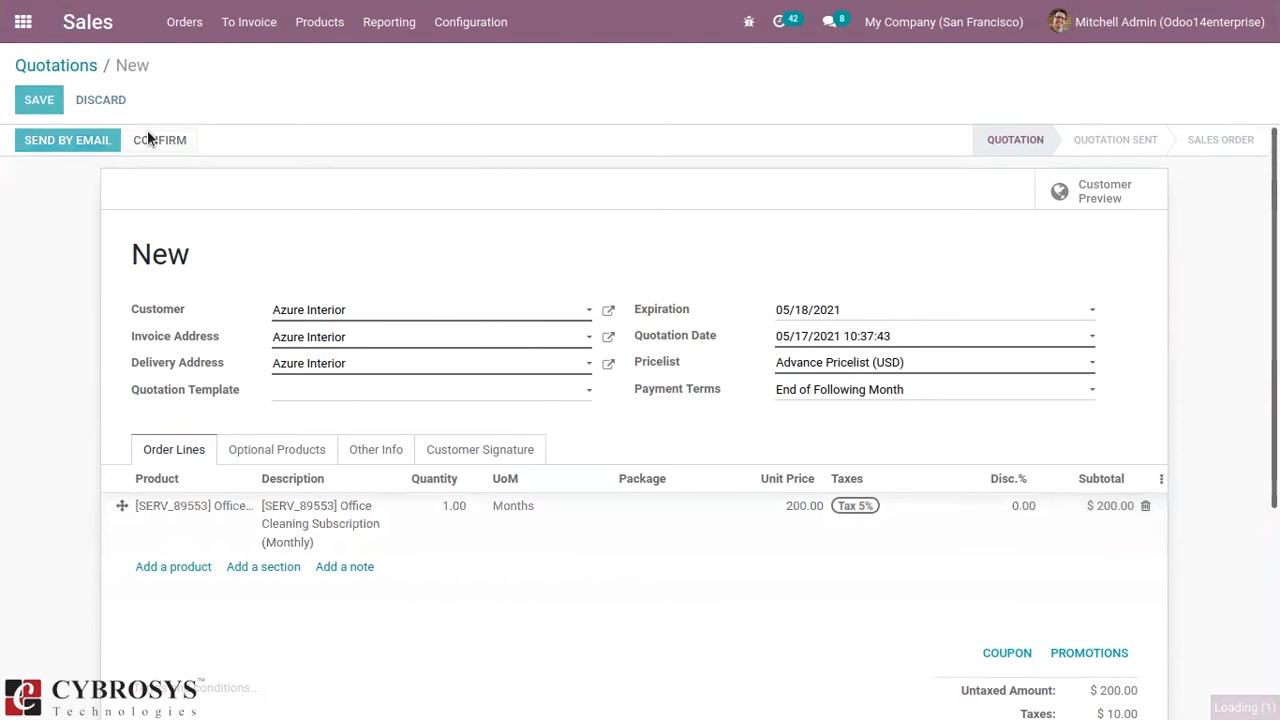 Sales Orders To Invoice Products Reporting Configuration 42 8 My Company (San Francisco) Mitchell Admin (Odoo14enterprise)
Quotations / New
SAVE DISCARD
SEND BY EMAIL CONFIRM QUOTATION QUOTATION SENT SALES ORDER
Customer
Preview
New
Customer Azure Interior Expiration 05/18/2021
Invoice Address Azure Interior Quotation Date 05/17/2021 10:37:43
Delivery Address Azure Interior Pricelist Advance Pricelist (USD)
Quotation Template Payment Terms End of Following Month
Order Lines Optional Products Other Info Customer Signature
Product Description Quantity UoM Package Unit Price Taxes Disc.% Subtotal
[SERV_89553] Office... [SERV_89553] Office 1.00 Months 200.00 Tax 5% 0.00 $ 200.00
Cleaning Subscription
(Monthly)
Add a product Add a section Add a note
COUPON PROMOTIONS
conditions...
Untaxed Amount: $ 200.00
Taxes: $ 10.00
CYBROSYS™
Technologies
Loading (1)